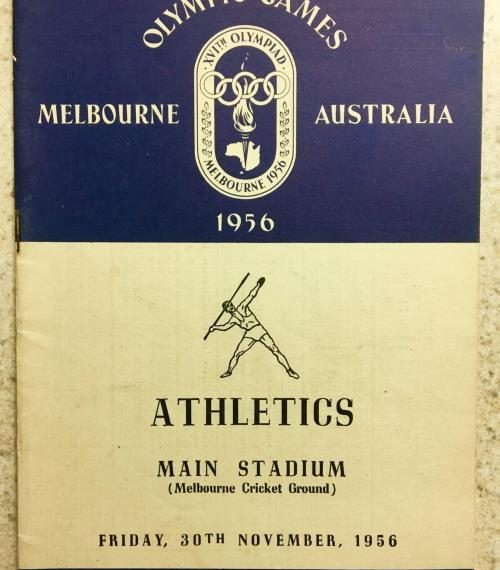 OLYMPIC GAMES
XVITH OLYMPIAD
MELBOURNE AUSTRALIA
MELBOURNE 1956
1956
ATHLETICS
MAIN STADIUM
(Melbourne Cricket Ground)
FRIDAY, 30TH NOVEMBER, 1956